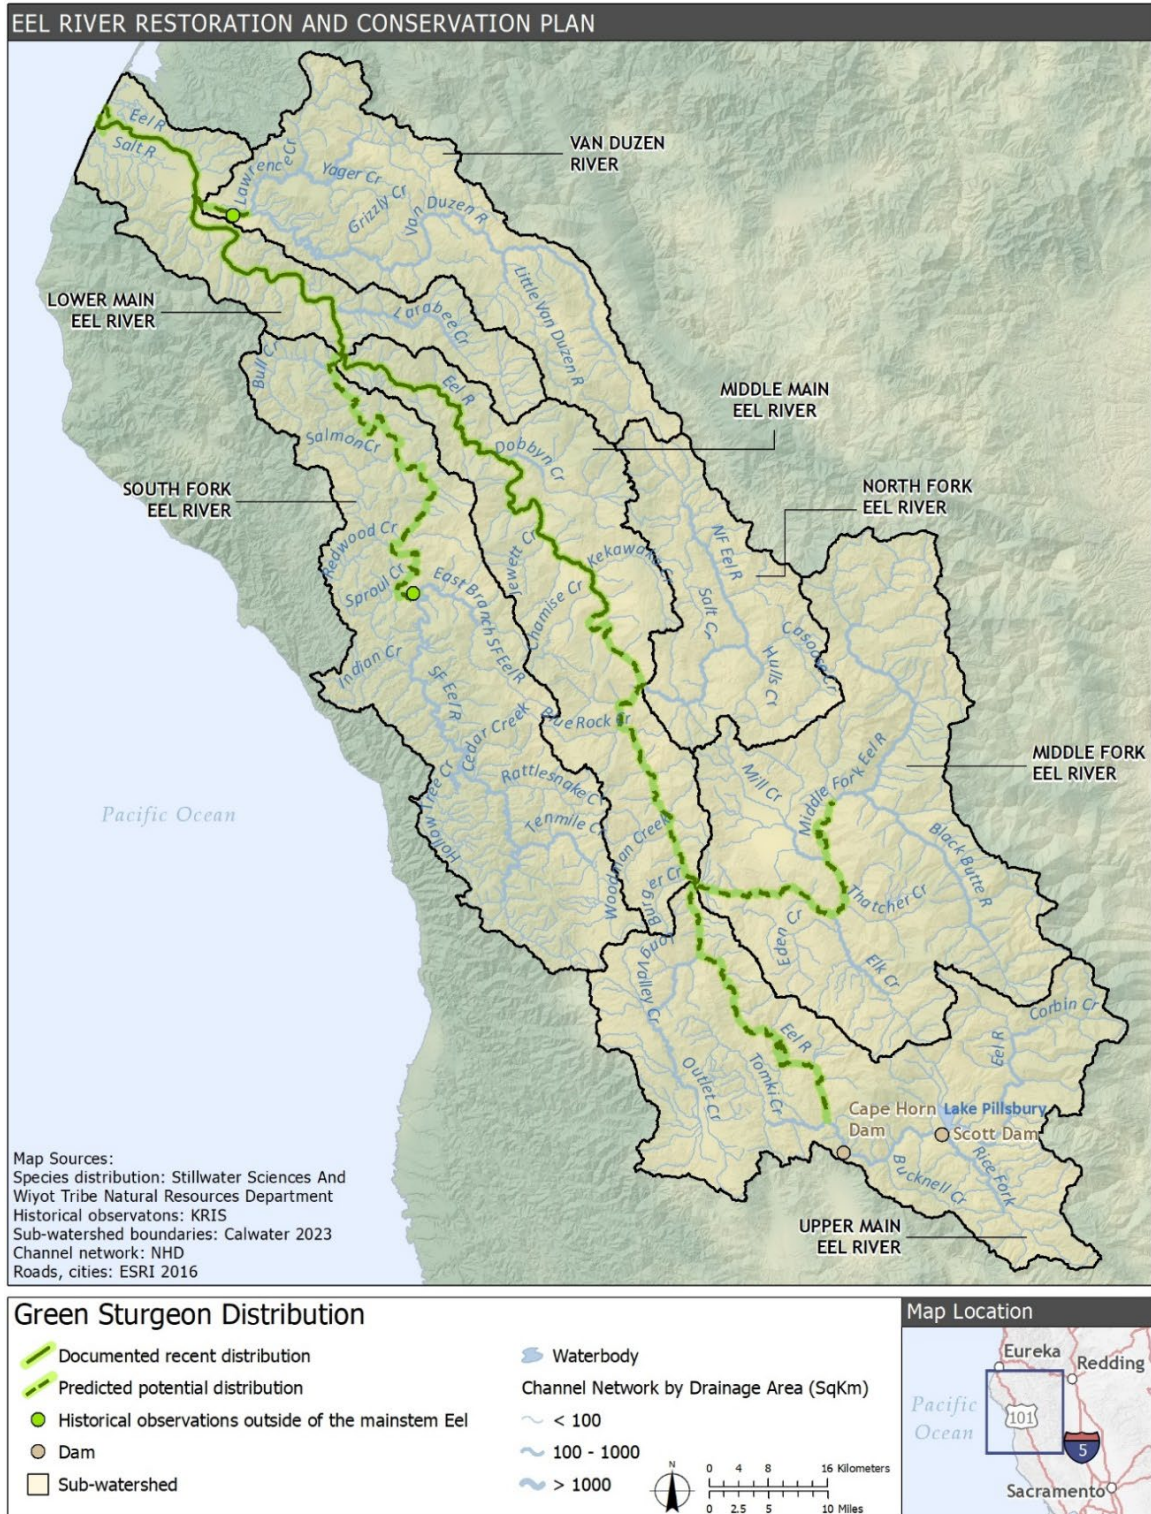 EEL RIVER RESTORATION AND CONSERVATION PLAN
VAN DUZEN
RIVER
Eel R
Salt R
Lawrence Cr
Yager Cr
Grizzly Cr
Van Duzen R
Little Van Duzen R
LOWER MAIN
EEL RIVER
Larabee Cr
Bull Cr
Eel R
MIDDLE MAIN
EEL RIVER
Salmon Cr
Dobbyn Cr
SOUTH FORK
EEL RIVER
NORTH FORK
EEL RIVER
Redwood Cr
Sproul Cr
East Branch SF Eel R
Jewett Cr
Kekawaka Cr
Chamise Cr
NF Eel R
Salt Cr
Hulls Cr
Casoose Cr
Indian Cr
SF Eel R
Cedar Creek
Blue Rock Cr
MIDDLE FORK
EEL RIVER
Rattlesnake C
Hollow Tree Cr
Tenmile Cr
Mill Cr
Middle Fork Eel R
Black Butte R
Pacific Ocean
Woodman Creek
Burger Cr
Thatcher Cr
Eden Cr
Elk Cr
Long Valley Cr
Corbin Cr
Eel R
Eel R
Outlet Cr
Tomki Cr
Cape Horn
Dam
Lake Pillsbury
Scott Dam
Rice Fork
Bucknell Cr
UPPER MAIN
EEL RIVER
Map Sources:
Species distribution: Stillwater Sciences And
Wiyot Tribe Natural Resources Department
Historical observatons: KRIS
Sub-watershed boundaries: Calwater 2023
Channel network: NHD
Roads, cities: ESRI 2016
Green Sturgeon Distribution
Documented recent distribution
Predicted potential distribution
Historical observations outside of the mainstem Eel
Dam
Sub-watershed
Waterbody
Channel Network by Drainage Area (SqKm)
< 100
100 - 1000
> 1000
N
0 4 8 16 Kilometers
0 2.5 5 10 Miles
Map Location
Eureka
Redding
Pacific
Ocean
101
5
Sacramento